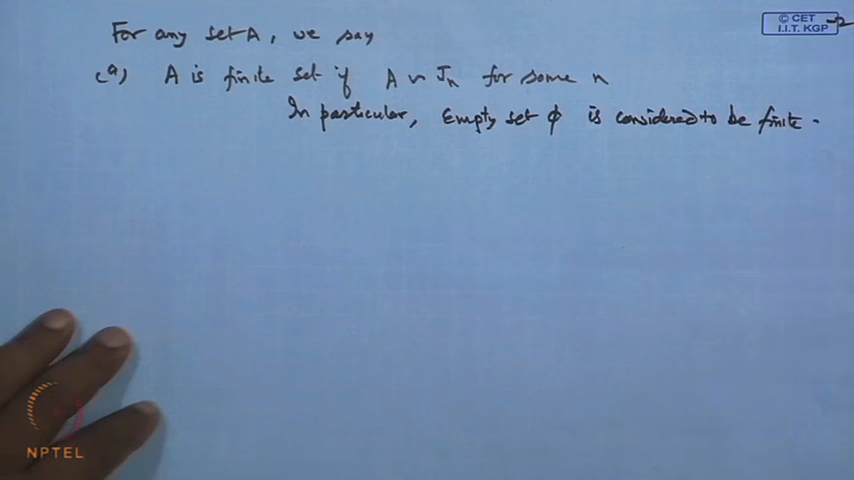 © CET
I.I.T. KGP
For any set A, we say
(a) A is finite set if A ~ Jn for some n
In particular, Empty set ϕ is considered to be finite.
NPTEL